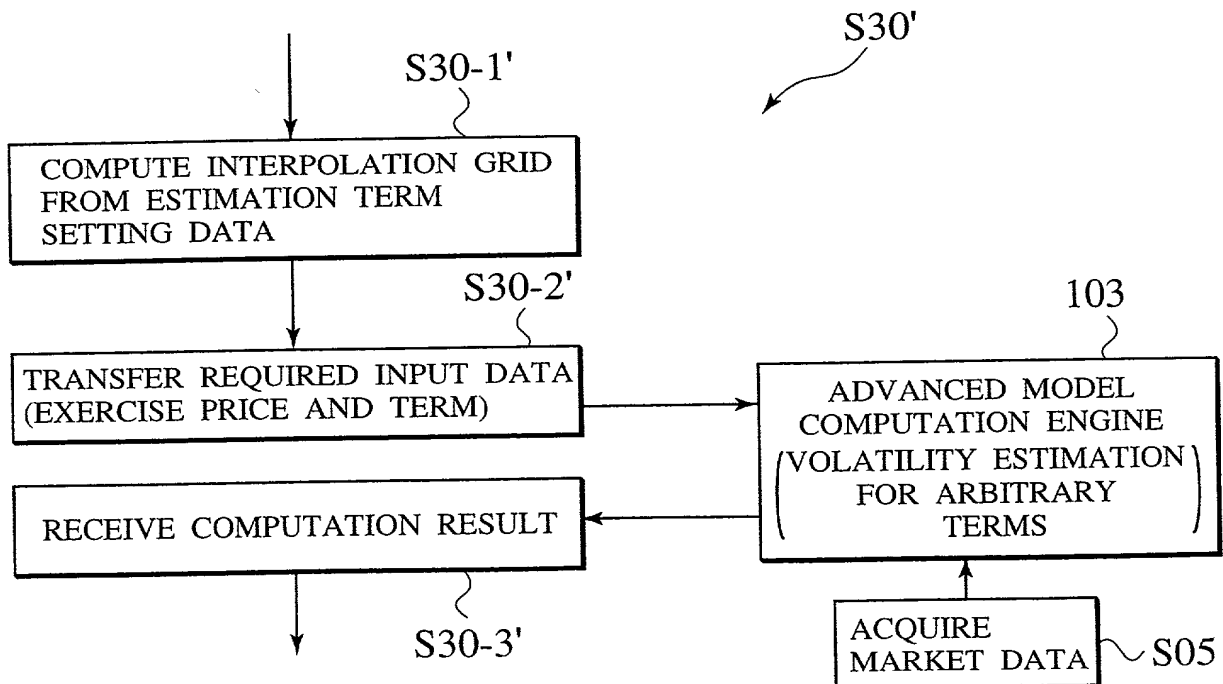 S30'
S30-1'
COMPUTE INTERPOLATION GRID
FROM ESTIMATION TERM
SETTING DATA
S30-2'
TRANSFER REQUIRED INPUT DATA
(EXERCISE PRICE AND TERM)
103
ADVANCED MODEL
COMPUTATION ENGINE
(VOLATILITY ESTIMATION
FOR ARBITRARY
TERMS)
RECEIVE COMPUTATION RESULT
S30-3'
ACQUIRE
MARKET DATA
S05